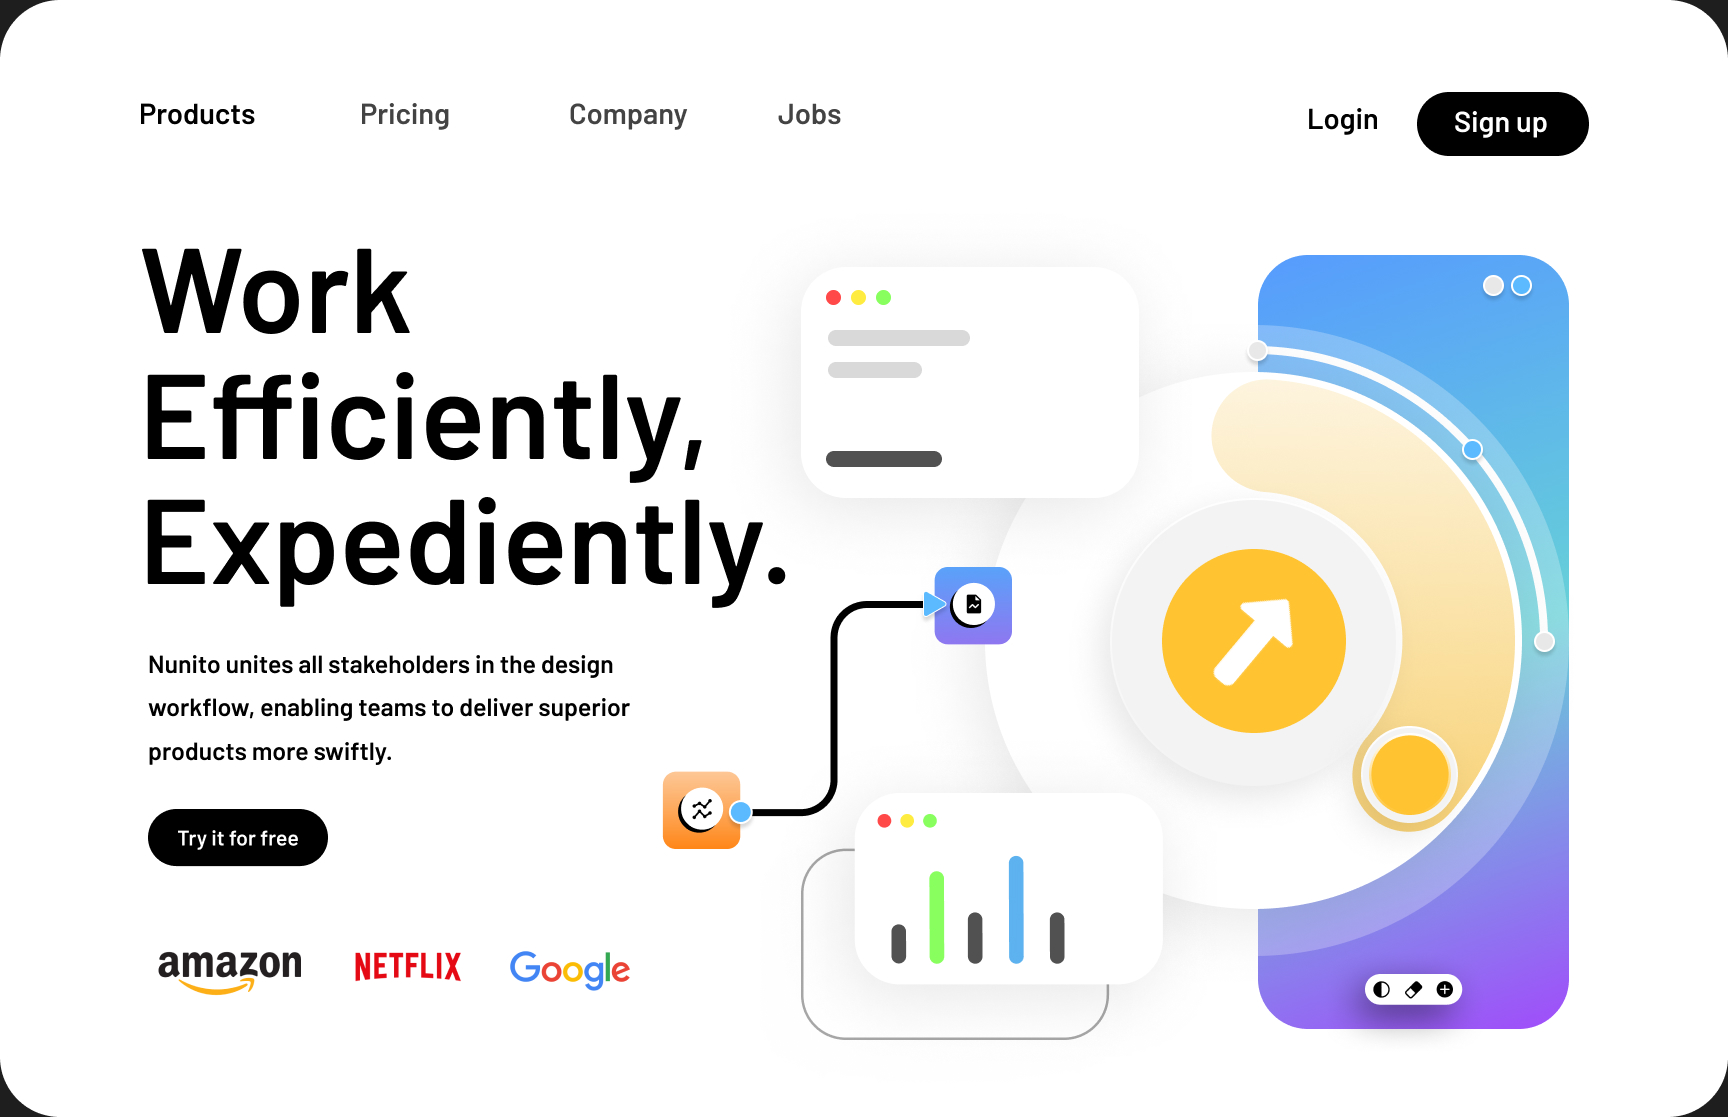 Products Pricing Company Jobs Login Sign up
Work
Efficiently,
Expediently.
Nunito unites all stakeholders in the design
workflow, enabling teams to deliver superior
products more swiftly.
Try it for free
amazon NETFLIX Google